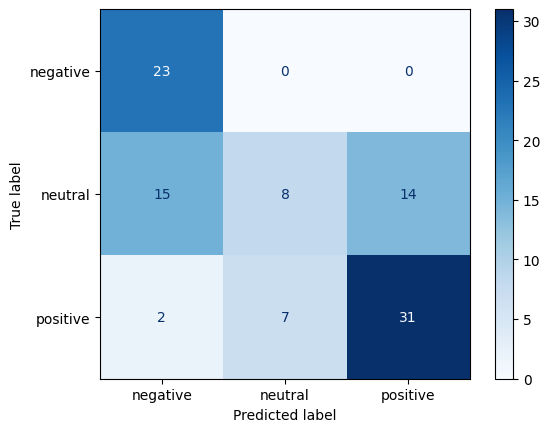 negative 23 0 0
neutral 15 8 14
positive 2 7 31
negative neutral positive
Predicted label
True label
30
25
20
15
10
5
0